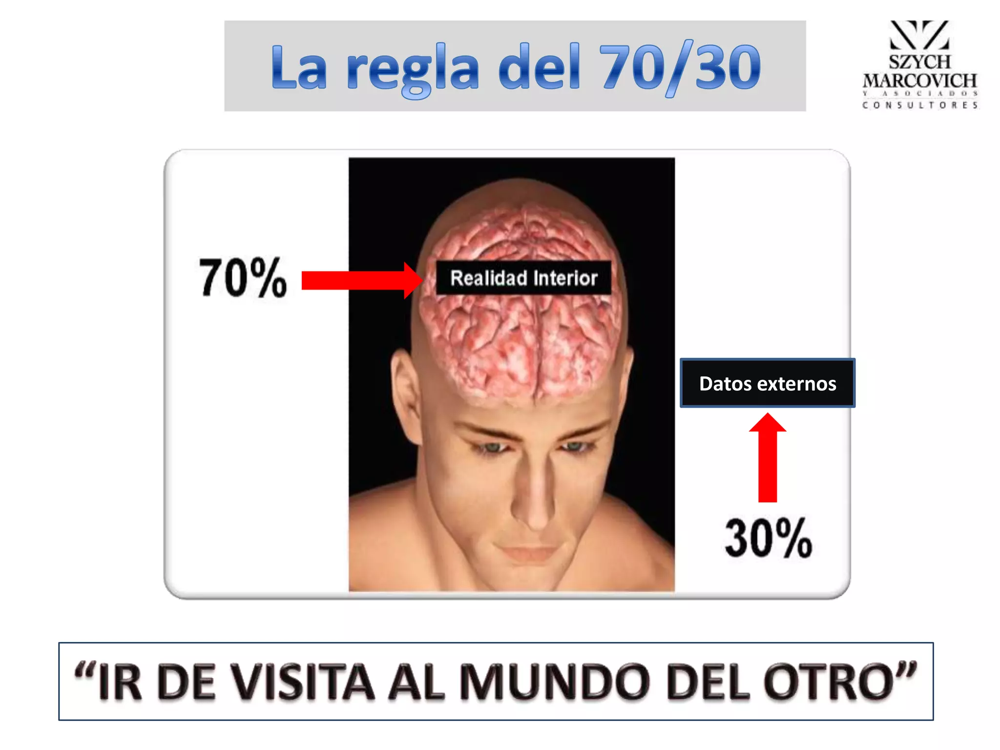 La regla del 70/30
SZYCH
MARCOVICH
Y ASOCIADOS
CONSULTORES
70%
Realidad Interior
Datos externos
30%
“IR DE VISITA AL MUNDO DEL OTRO”